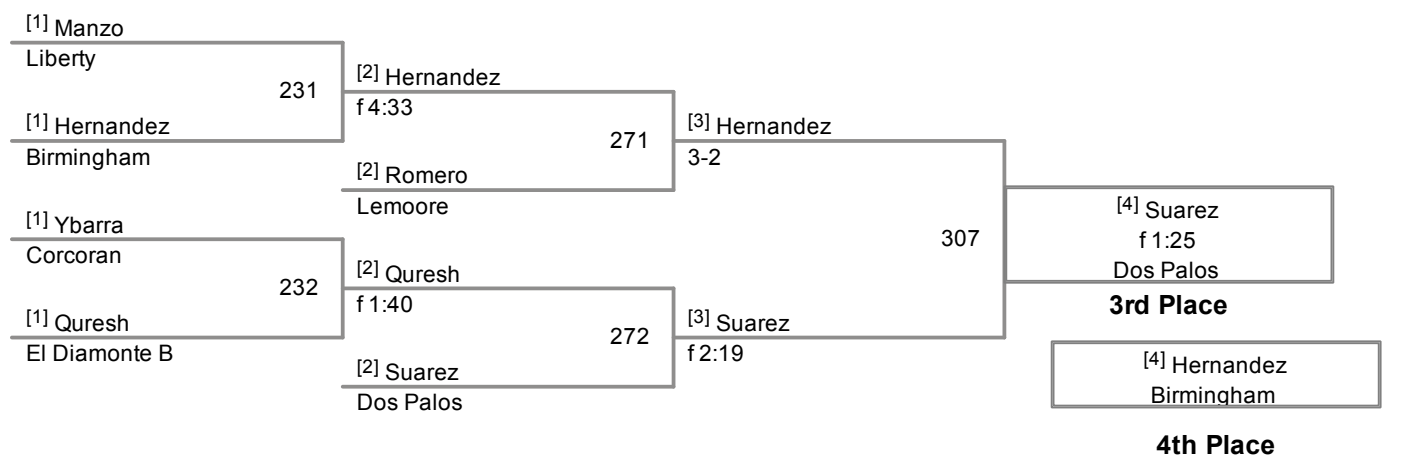 [1] Manzo
Liberty
231
[1] Hernandez
Birmingham
[1] Ybarra
Corcoran
232
[1] Quresh
El Diamonte B
[2] Hernandez
f 4:33
271
[2] Romero
Lemoore
[2] Quresh
f 1:40
272
[2] Suarez
Dos Palos
[3] Hernandez
3-2
307
[3] Suarez
f 2:19
[4] Suarez
f 1:25
Dos Palos
3rd Place
[4] Hernandez
Birmingham
4th Place